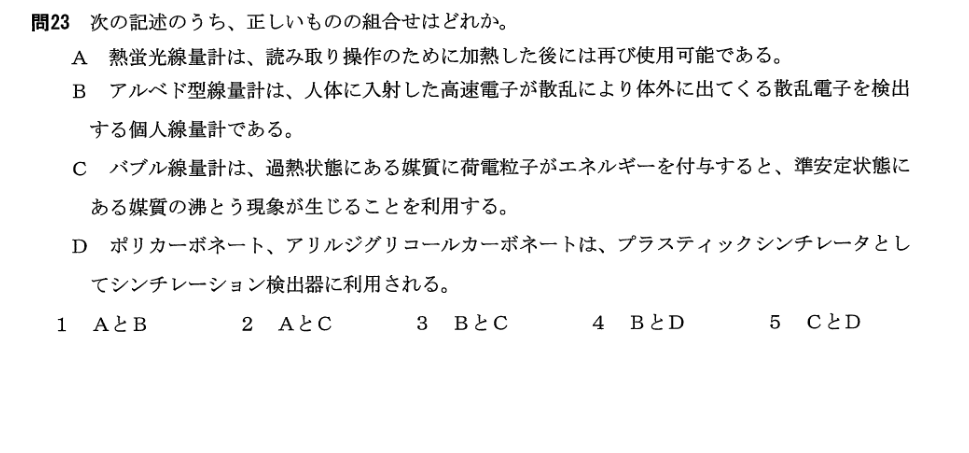 問23 次の記述のうち、正しいものの組合せはどれか。
A 熱蛍光線量計は、読み取り操作のために加熱した後には再び使用可能である。
B アルベド型線量計は、人体に入射した高速電子が散乱により体外に出てくる散乱電子を検出
する個人線量計である。
C バブル線量計は、過熱状態にある媒質に荷電粒子がエネルギーを付与すると、準安定状態に
ある媒質の沸とう現象が生じることを利用する。
D ポリカーボネート、アリルジグリコールカーボネートは、プラスティックシンチレータとし
てシンチレーション検出器に利用される。
1 AとB 2 AとC 3 BとC 4 BとD 5 CとD